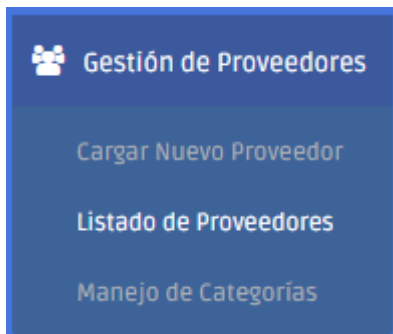 Gestión de Proveedores
Cargar Nuevo Proveedor
Listado de Proveedores
Manejo de Categorías